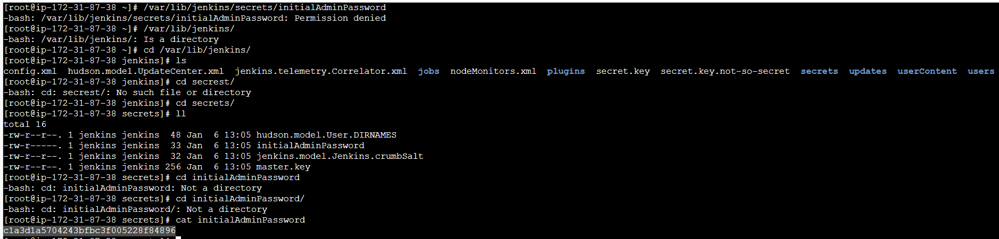 [root@ip-172-31-87-38 ~]# /var/lib/jenkins/secrets/initialAdminPassword
-bash: /var/lib/jenkins/secrets/initialAdminPassword: Permission denied
[root@ip-172-31-87-38 ~]# /var/lib/jenkins/
-bash: /var/lib/jenkins/: Is a directory
[root@ip-172-31-87-38 ~]# cd /var/lib/jenkins/
[root@ip-172-31-87-38 jenkins]# ls
config.xml  hudson.model.UpdateCenter.xml  jenkins.telemetry.Correlator.xml  jobs  nodeMonitors.xml  plugins  secret.key  secret.key.not-so-secret  secrets  updates  userContent  users
[root@ip-172-31-87-38 jenkins]# cd secrest/
-bash: cd: secrest/: No such file or directory
[root@ip-172-31-87-38 jenkins]# cd secrets/
[root@ip-172-31-87-38 secrets]# ll
total 16
-rw-r--r--. 1 jenkins jenkins  48 Jan  6 13:05 hudson.model.User.DIRNAMES
-rw-r-----. 1 jenkins jenkins  33 Jan  6 13:05 initialAdminPassword
-rw-r--r--. 1 jenkins jenkins  32 Jan  6 13:05 jenkins.model.Jenkins.crumbSalt
-rw-r--r--. 1 jenkins jenkins 256 Jan  6 13:05 master.key
[root@ip-172-31-87-38 secrets]# cd initialAdminPassword
-bash: cd: initialAdminPassword: Not a directory
[root@ip-172-31-87-38 secrets]# cd initialAdminPassword/
-bash: cd: initialAdminPassword/: Not a directory
[root@ip-172-31-87-38 secrets]# cat initialAdminPassword
c1a3d1a5704243bfbc3f005228f84896